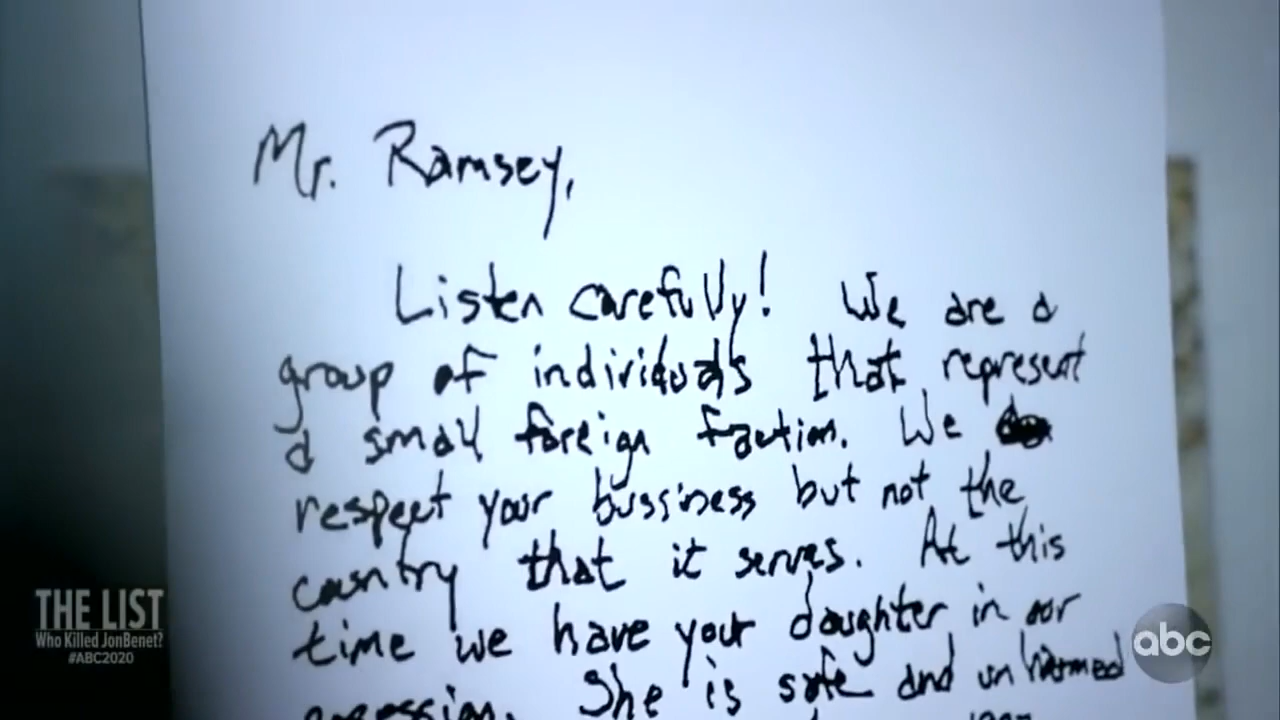 Mr. Ramsey,
Listen carefully! We are a
group of individuals that represent
a small foreign faction. We
respect your bussiness but not the
country that it serves. At this
time we have your daughter in our
She is safe and unharmed
THE LIST
Who Killed JonBenet?
#ABC2020
abc